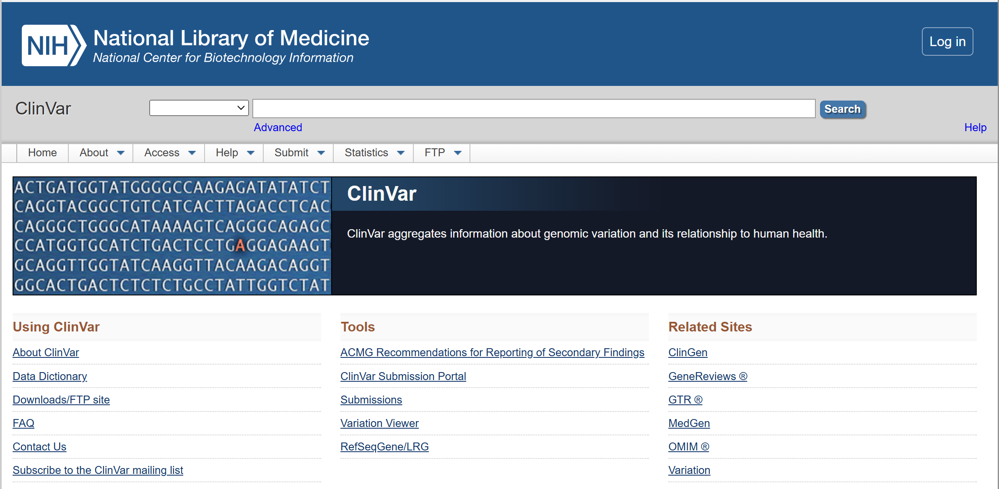 NIH
National Library of Medicine
National Center for Biotechnology Information
Log in
ClinVar
Search
Advanced
Help
Home
About
Access
Help
Submit
Statistics
FTP
ACTGATGGTATGGGGCCAAGAGATATATCT
CAGGTACGGCTGTCATCACTTAGACCTCAC
CAGGGCTGGGCATAAAAGTCAGGGCAGAGC
CCATGGTGCATCTGACTCCTGAGGAGAAGT
GCAGGTTGGTATCAAGGTTACAAGACAGGT
GGCACTGACTCTCTCTGCCTATTGGTCTAT
ClinVar
ClinVar aggregates information about genomic variation and its relationship to human health.
Using ClinVar
About ClinVar
Data Dictionary
Downloads/FTP site
FAQ
Contact Us
Subscribe to the ClinVar mailing list
Tools
ACMG Recommendations for Reporting of Secondary Findings
ClinVar Submission Portal
Submissions
Variation Viewer
RefSeqGene/LRG
Related Sites
ClinGen
GeneReviews ®
GTR ®
MedGen
OMIM ®
Variation